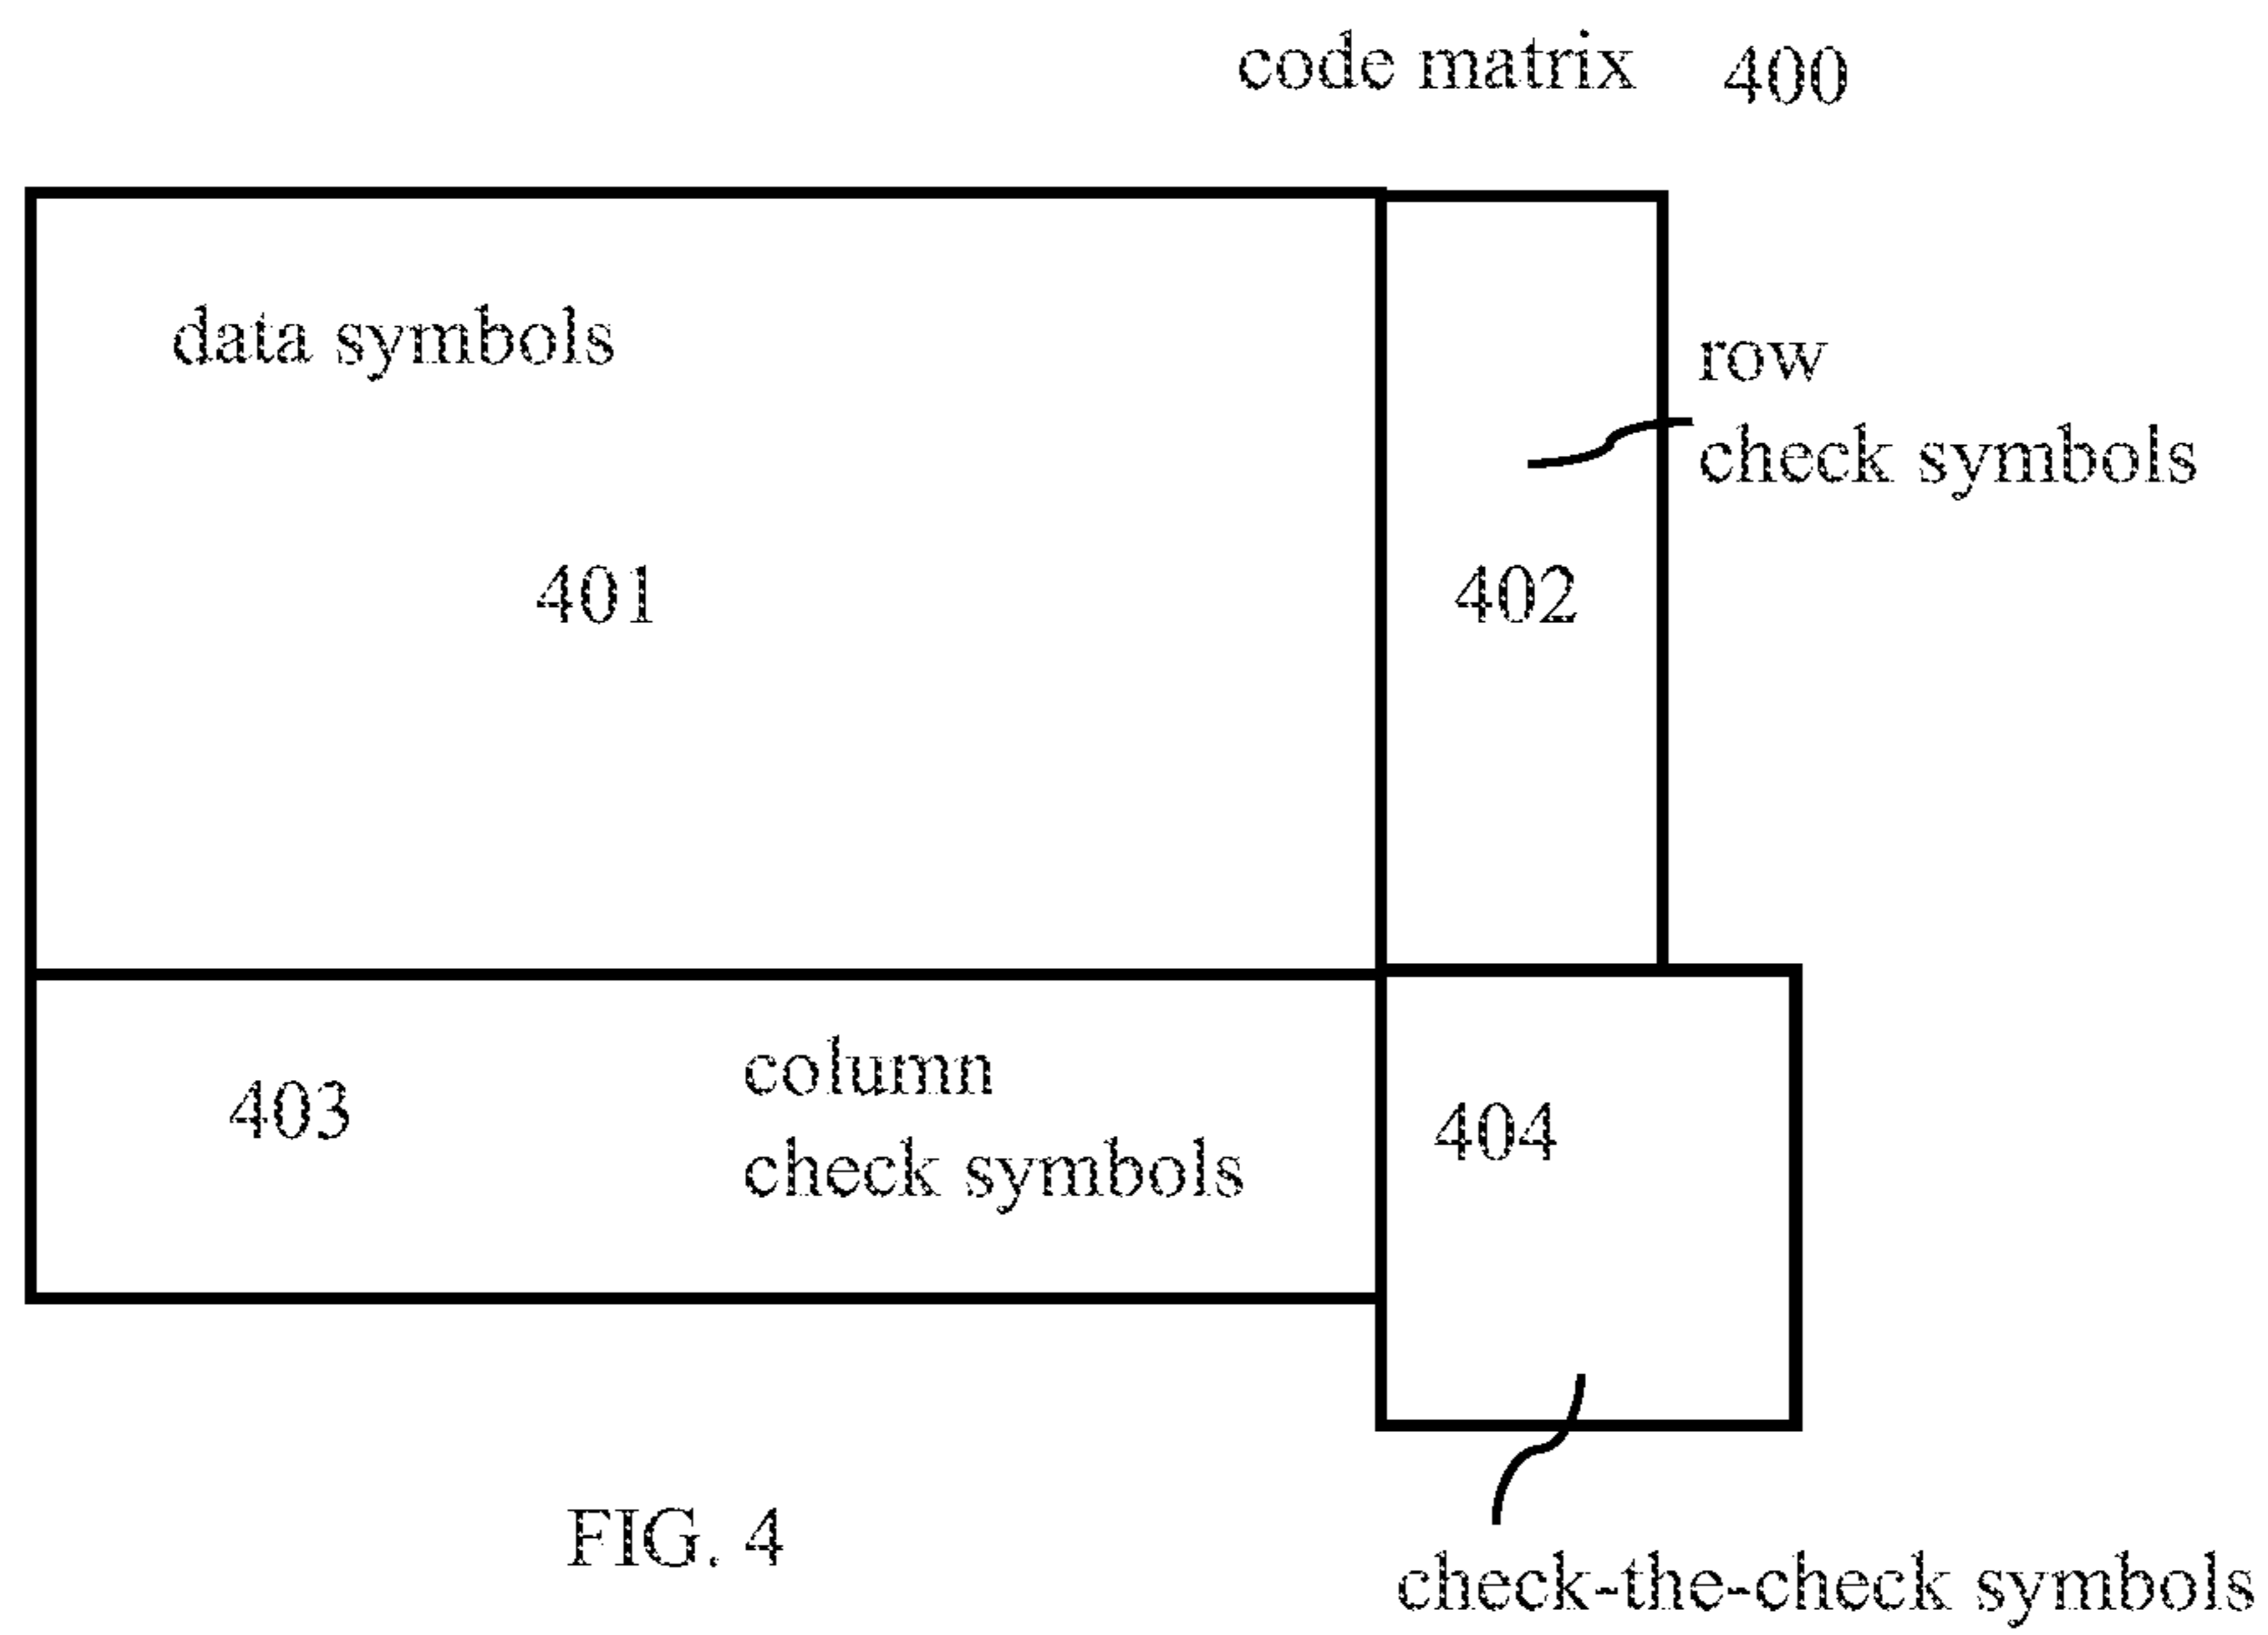 code matrix 400
data symbols
row
check symbols
401
402
column
403
check symbols
404
FIG. 4
check-the-check symbols